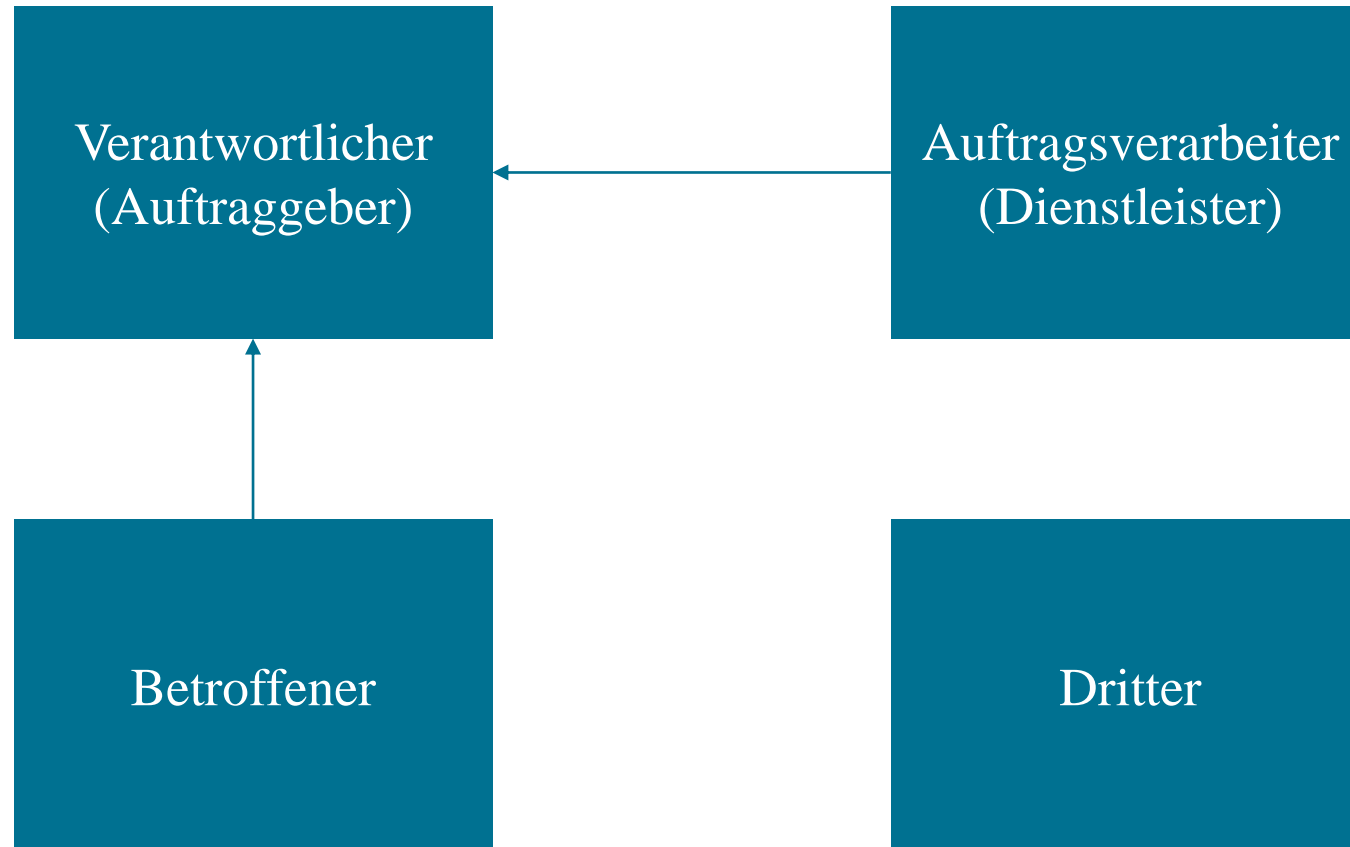 Verantwortlicher
(Auftraggeber)
Auftragsverarbeiter
(Dienstleister)
Betroffener
Dritter